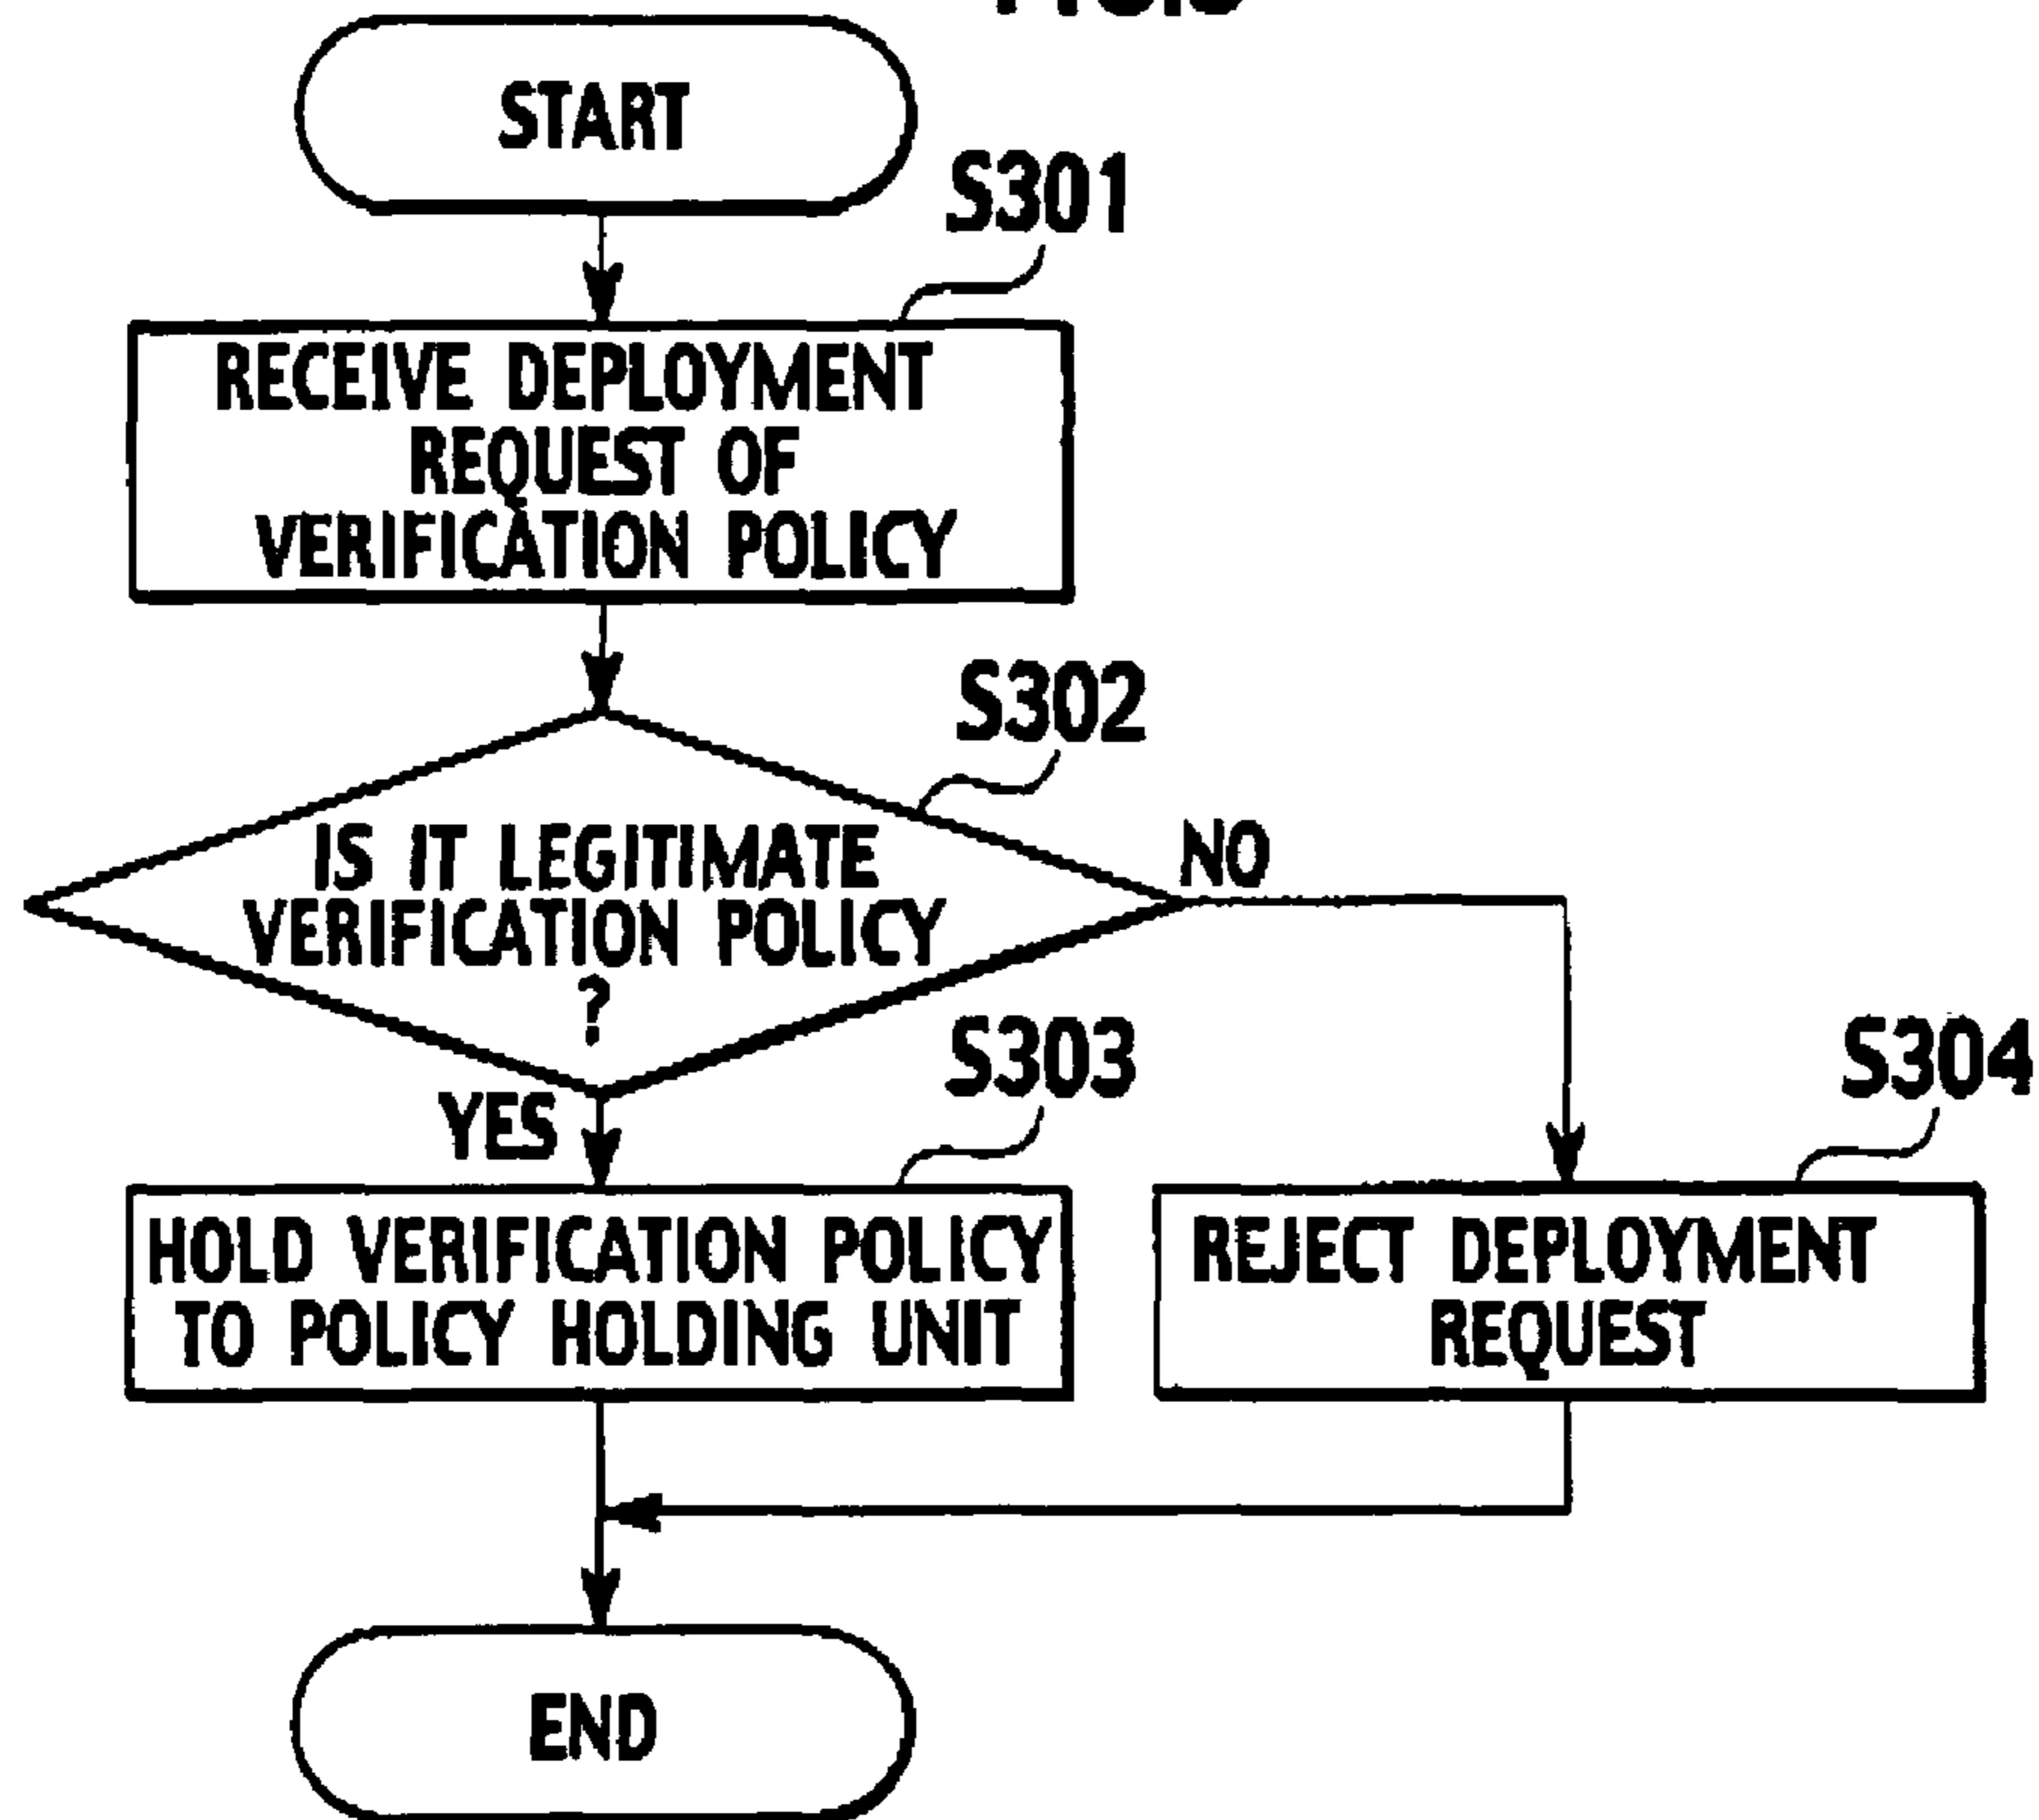 START
S301
RECEIVE DEPLOYMENT
REQUEST OF
VERIFICATION POLICY
S302
IS IT LEGITIMATE
VERIFICATION POLICY
?
NO
YES
S303
HOLD VERIFICATION POLICY
TO POLICY HOLDING UNIT
S304
REJECT DEPLOYMENT
REQUEST
END